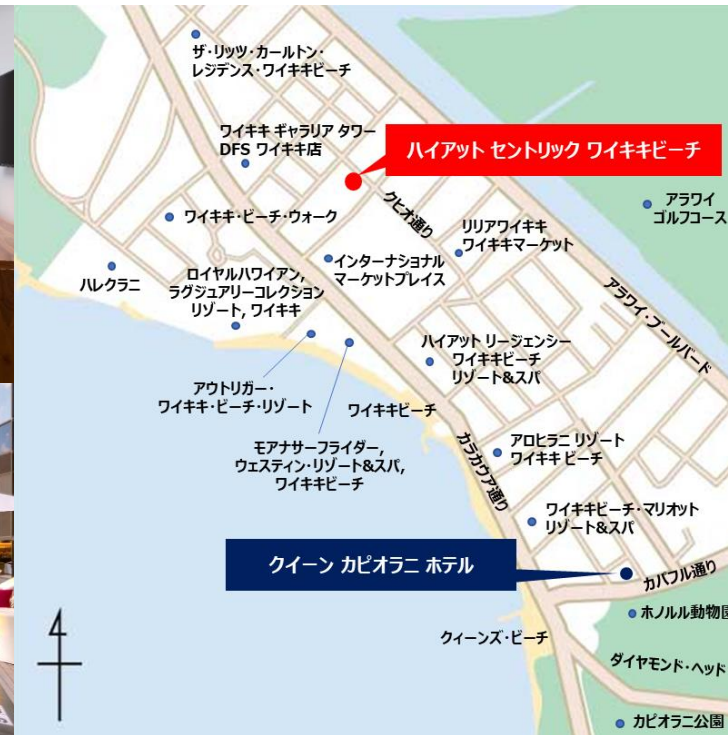 ザ・リッツ・カールトン・
レジデンス・ワイキキビーチ
ワイキキ ギャラリア タワー
DFS ワイキキ店
ハイアット セントリック ワイキキビーチ
アラワイ
ゴルフコース
クヒオ通り
ワイキキ・ビーチ・ウォーク
リリアワイキキ
ワイキキマーケット
インターナショナル
マーケットプレイス
ハレクラニ
ロイヤルハワイアン,
ラグジュアリーコレクション
リゾート, ワイキキ
アラワイ・ブールバード
ハイアット リージェンシー
ワイキキビーチ
リゾート&スパ
アウトリガー・
ワイキキ・ビーチ・リゾート
ワイキキビーチ
モアナサーフライダー,
ウェスティン・リゾート&スパ,
ワイキキビーチ
カラカウア通り
アロヒラニ リゾート
ワイキキ ビーチ
ワイキキビーチ・マリオット
リゾート&スパ
クイーン カピオラニ ホテル
カパフル通り
ホノルル動物園
クィーンズ・ビーチ
ダイヤモンド・ヘッド
カピオラニ公園